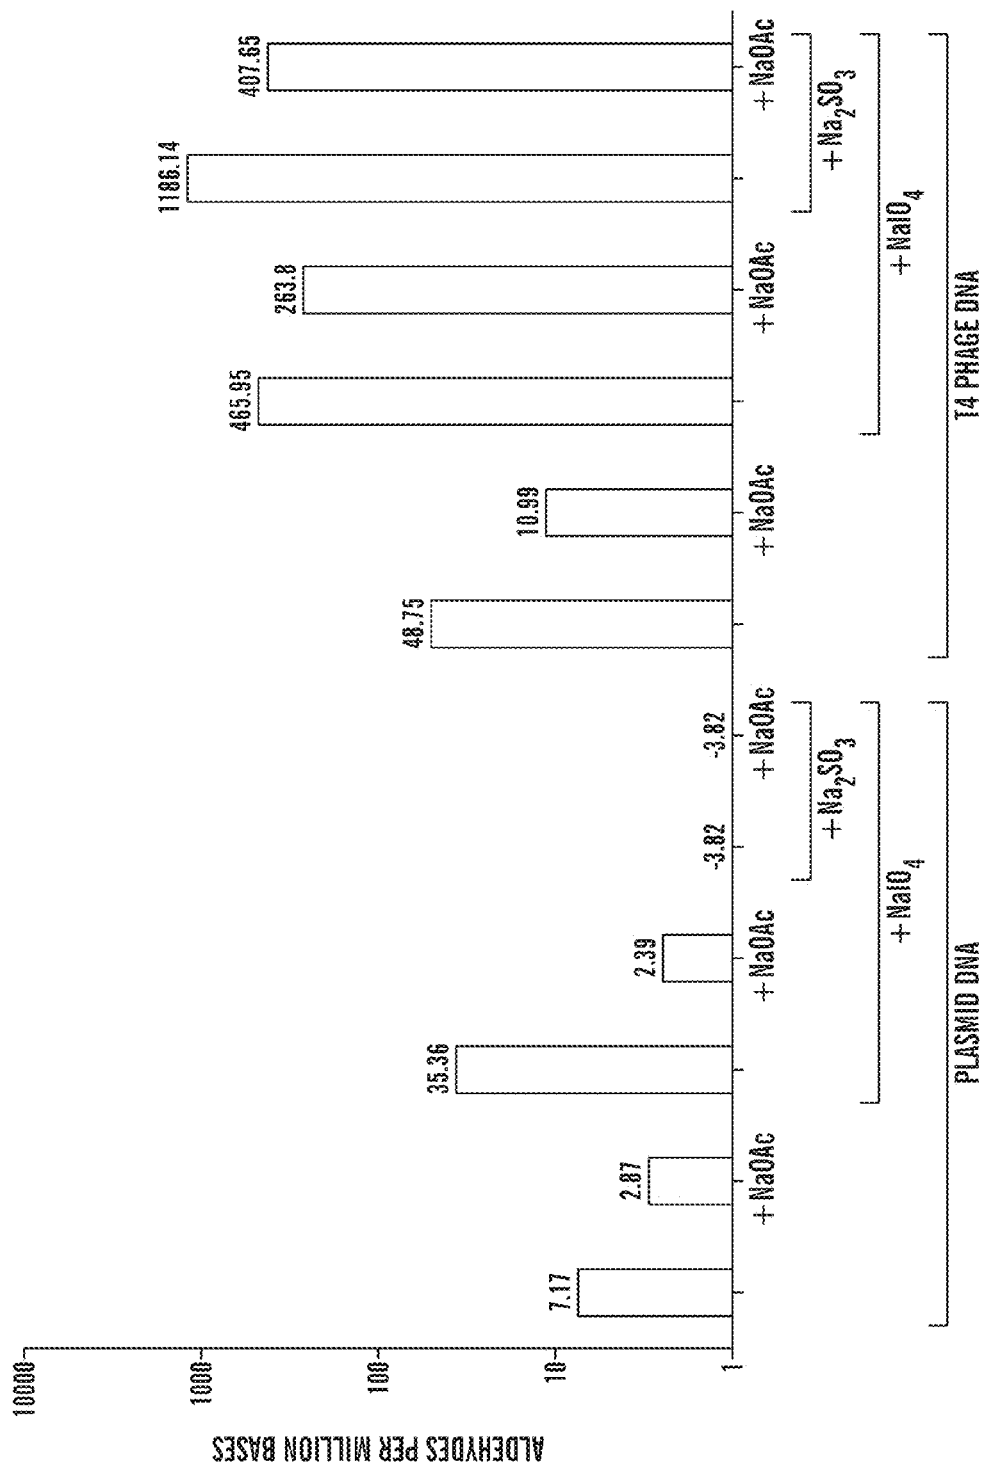 ALDEHYDES PER MILLION BASES
10000
1000
100
10
1
7.17
2.87
35.36
2.39
-3.82
-3.82
48.75
10.99
465.95
263.8
1186.14
407.65
+ NaOAc
+ NaOAc
+ NaOAc
+ NaOAc
+ NaOAc
+ NaOAc
+ Na2SO3
+ Na2SO3
+ NaIO4
+ NaIO4
PLASMID DNA
T4 PHAGE DNA